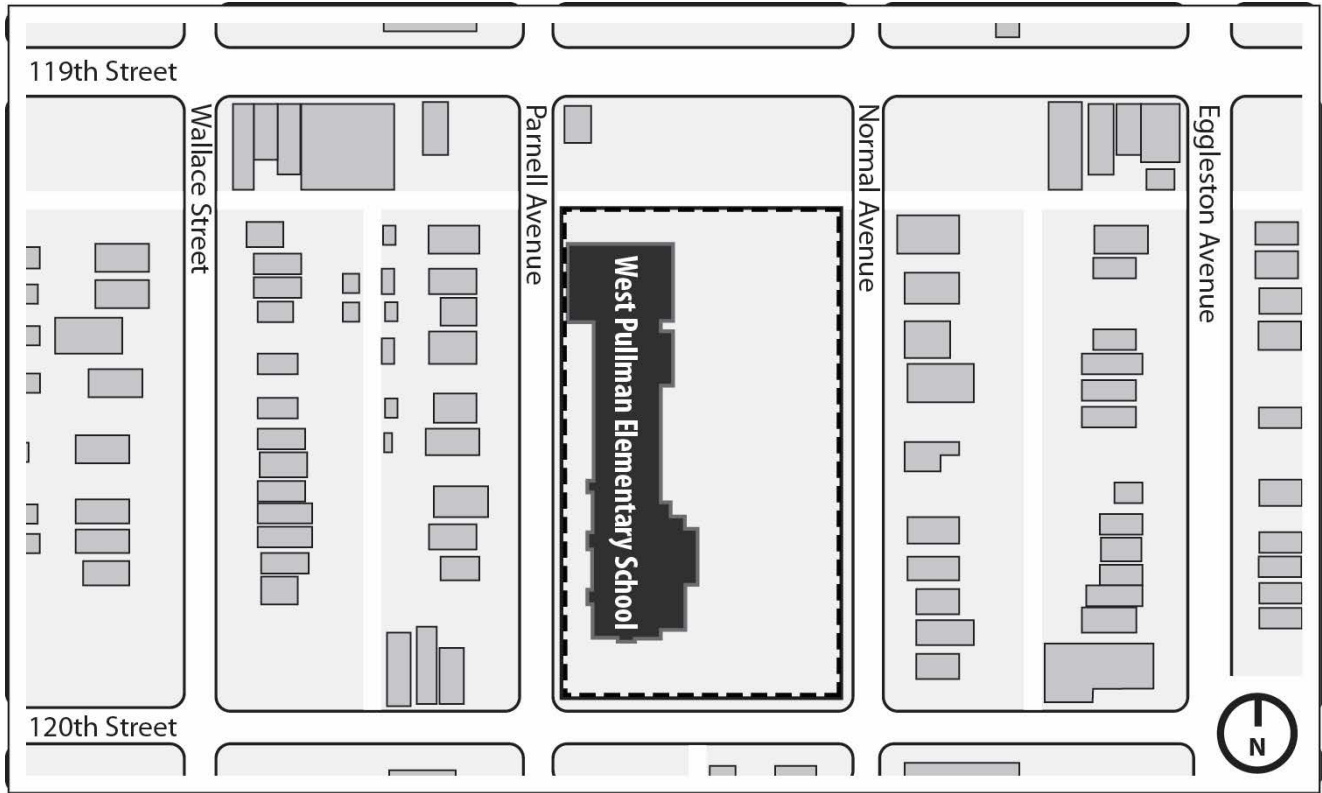 119th Street
Wallace Street
Parnell Avenue
Normal Avenue
Eggleston Avenue
West Pullman Elementary School
120th Street
N